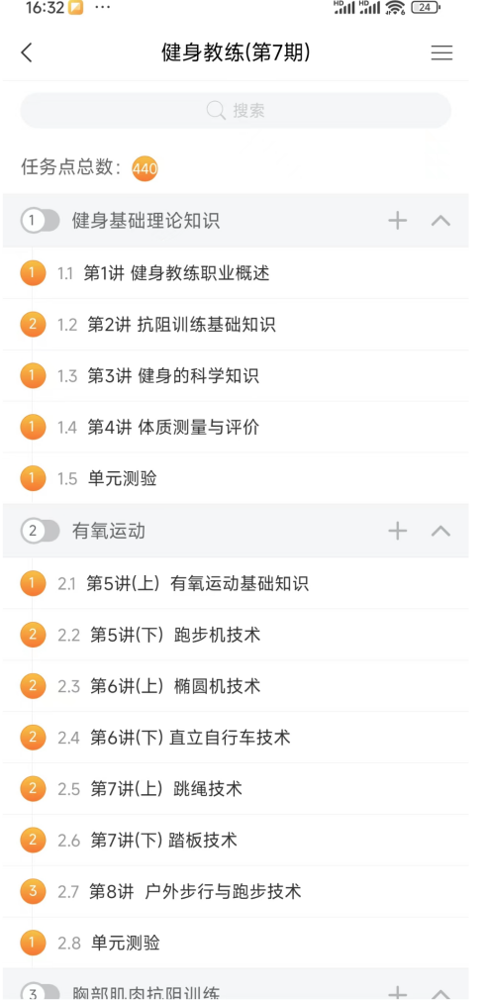 16:32 ··· HD HD 24
健身教练(第7期)
搜索
任务点总数： 440
1 健身基础理论知识
1 1.1 第1讲 健身教练职业概述
2 1.2 第2讲 抗阻训练基础知识
1 1.3 第3讲 健身的科学知识
1 1.4 第4讲 体质测量与评价
1 1.5 单元测验
2 有氧运动
1 2.1 第5讲(上) 有氧运动基础知识
2 2.2 第5讲(下) 跑步机技术
2 2.3 第6讲(上) 椭圆机技术
2 2.4 第6讲(下) 直立自行车技术
2 2.5 第7讲(上) 跳绳技术
2 2.6 第7讲(下) 踏板技术
3 2.7 第8讲 户外步行与跑步技术
1 2.8 单元测验
3 胸部肌肉抗阻训练